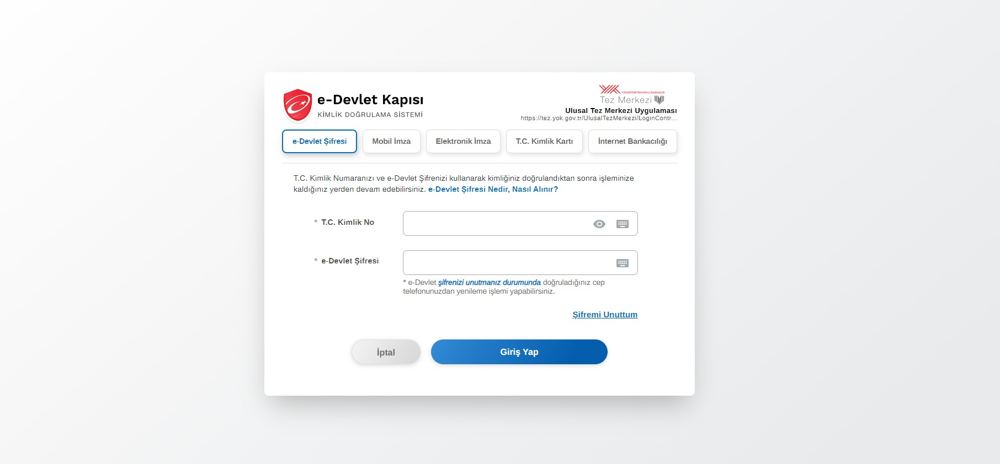 e-Devlet Kapısı
KİMLİK DOĞRULAMA SİSTEMİ
YÜKSEKÖĞRETİM KURULU BAŞKANLIĞI
Tez Merkezi
Ulusal Tez Merkezi Uygulaması
https://tez.yok.gov.tr/UlusalTezMerkezi/LoginContr...
e-Devlet Şifresi
Mobil İmza
Elektronik İmza
T.C. Kimlik Kartı
İnternet Bankacılığı
T.C. Kimlik Numaranızı ve e-Devlet Şifrenizi kullanarak kimliğiniz doğrulandıktan sonra işleminize
kaldığınız yerden devam edebilirsiniz. e-Devlet Şifresi Nedir, Nasıl Alınır?
* T.C. Kimlik No
* e-Devlet Şifresi
* e-Devlet şifrenizi unutmanız durumunda doğruladığınız cep
telefonunuzdan yenileme işlemi yapabilirsiniz.
Şifremi Unuttum
İptal
Giriş Yap